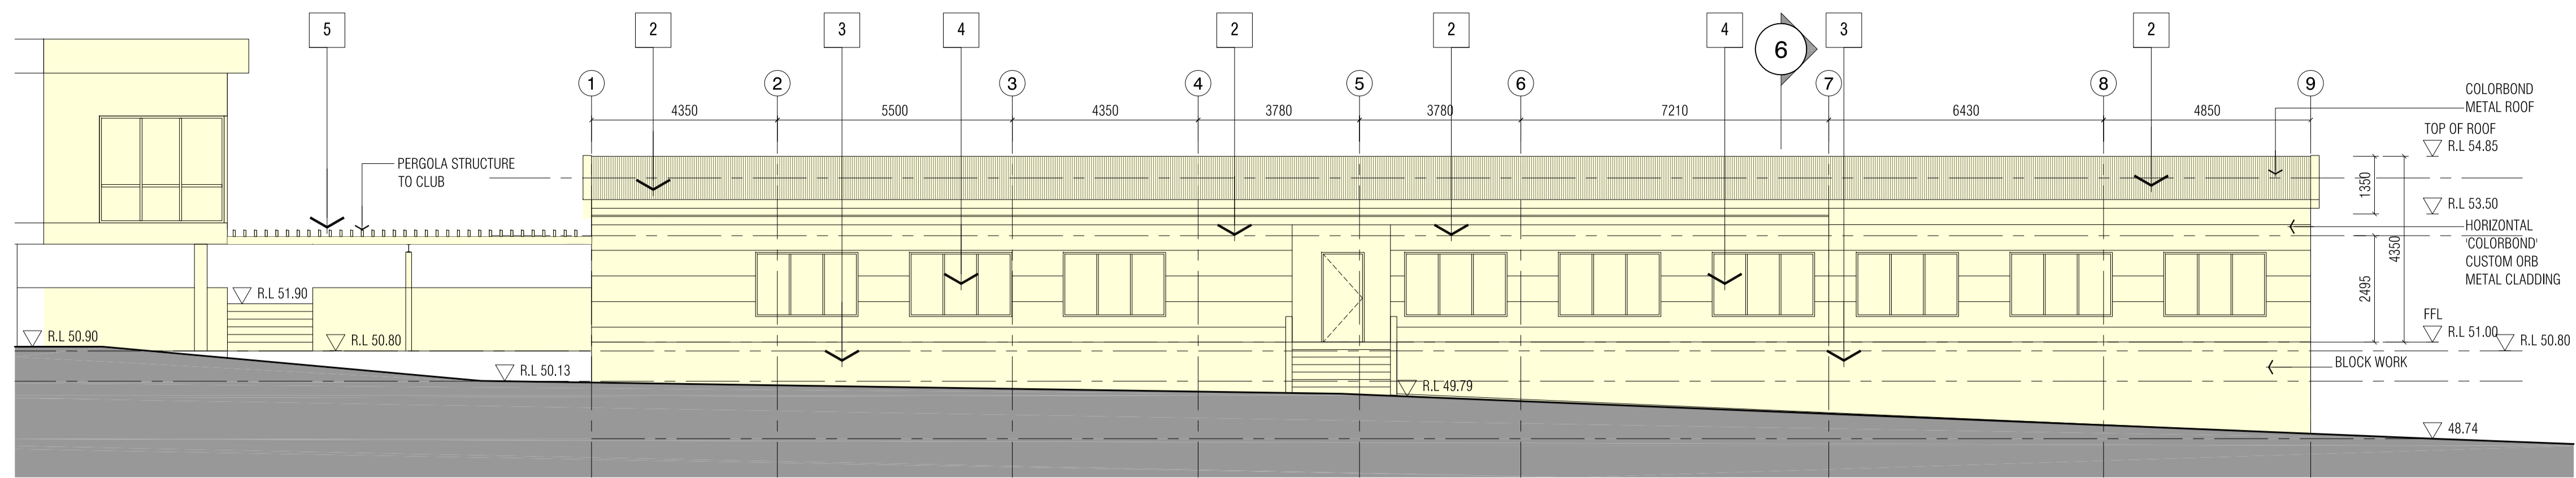 5
2
3
4
2
2
4
6
3
2
1
2
3
4
5
6
7
8
9
4350
5500
4350
3780
3780
7210
6430
4850
COLORBOND
METAL ROOF
TOP OF ROOF
R.L 54.85
PERGOLA STRUCTURE
TO CLUB
1350
R.L 53.50
HORIZONTAL
'COLORBOND'
CUSTOM ORB
METAL CLADDING
4350
2495
R.L 51.90
FFL
R.L 51.00
R.L 50.80
R.L 50.90
R.L 50.80
BLOCK WORK
R.L 50.13
R.L 49.79
48.74